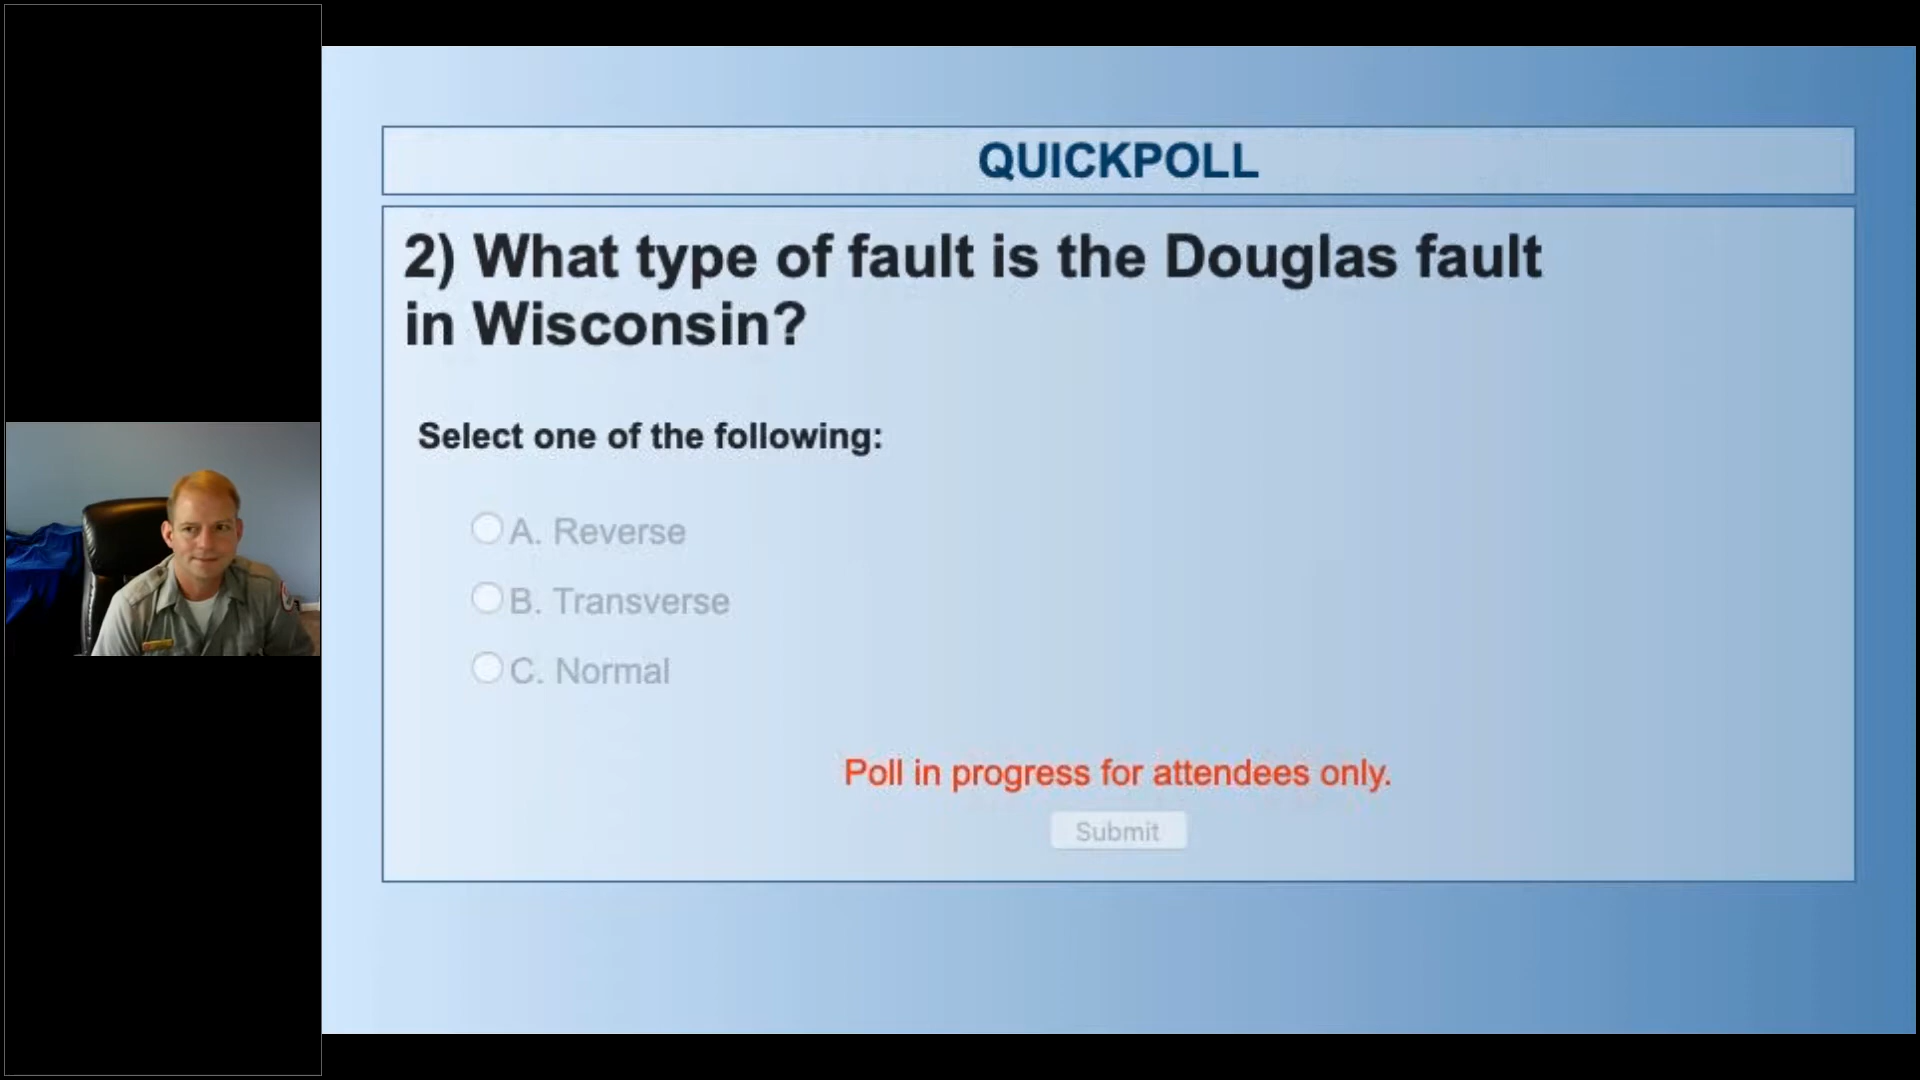 QUICKPOLL
2) What type of fault is the Douglas fault
in Wisconsin?
Select one of the following:
A. Reverse
B. Transverse
C. Normal
Poll in progress for attendees only.
Submit